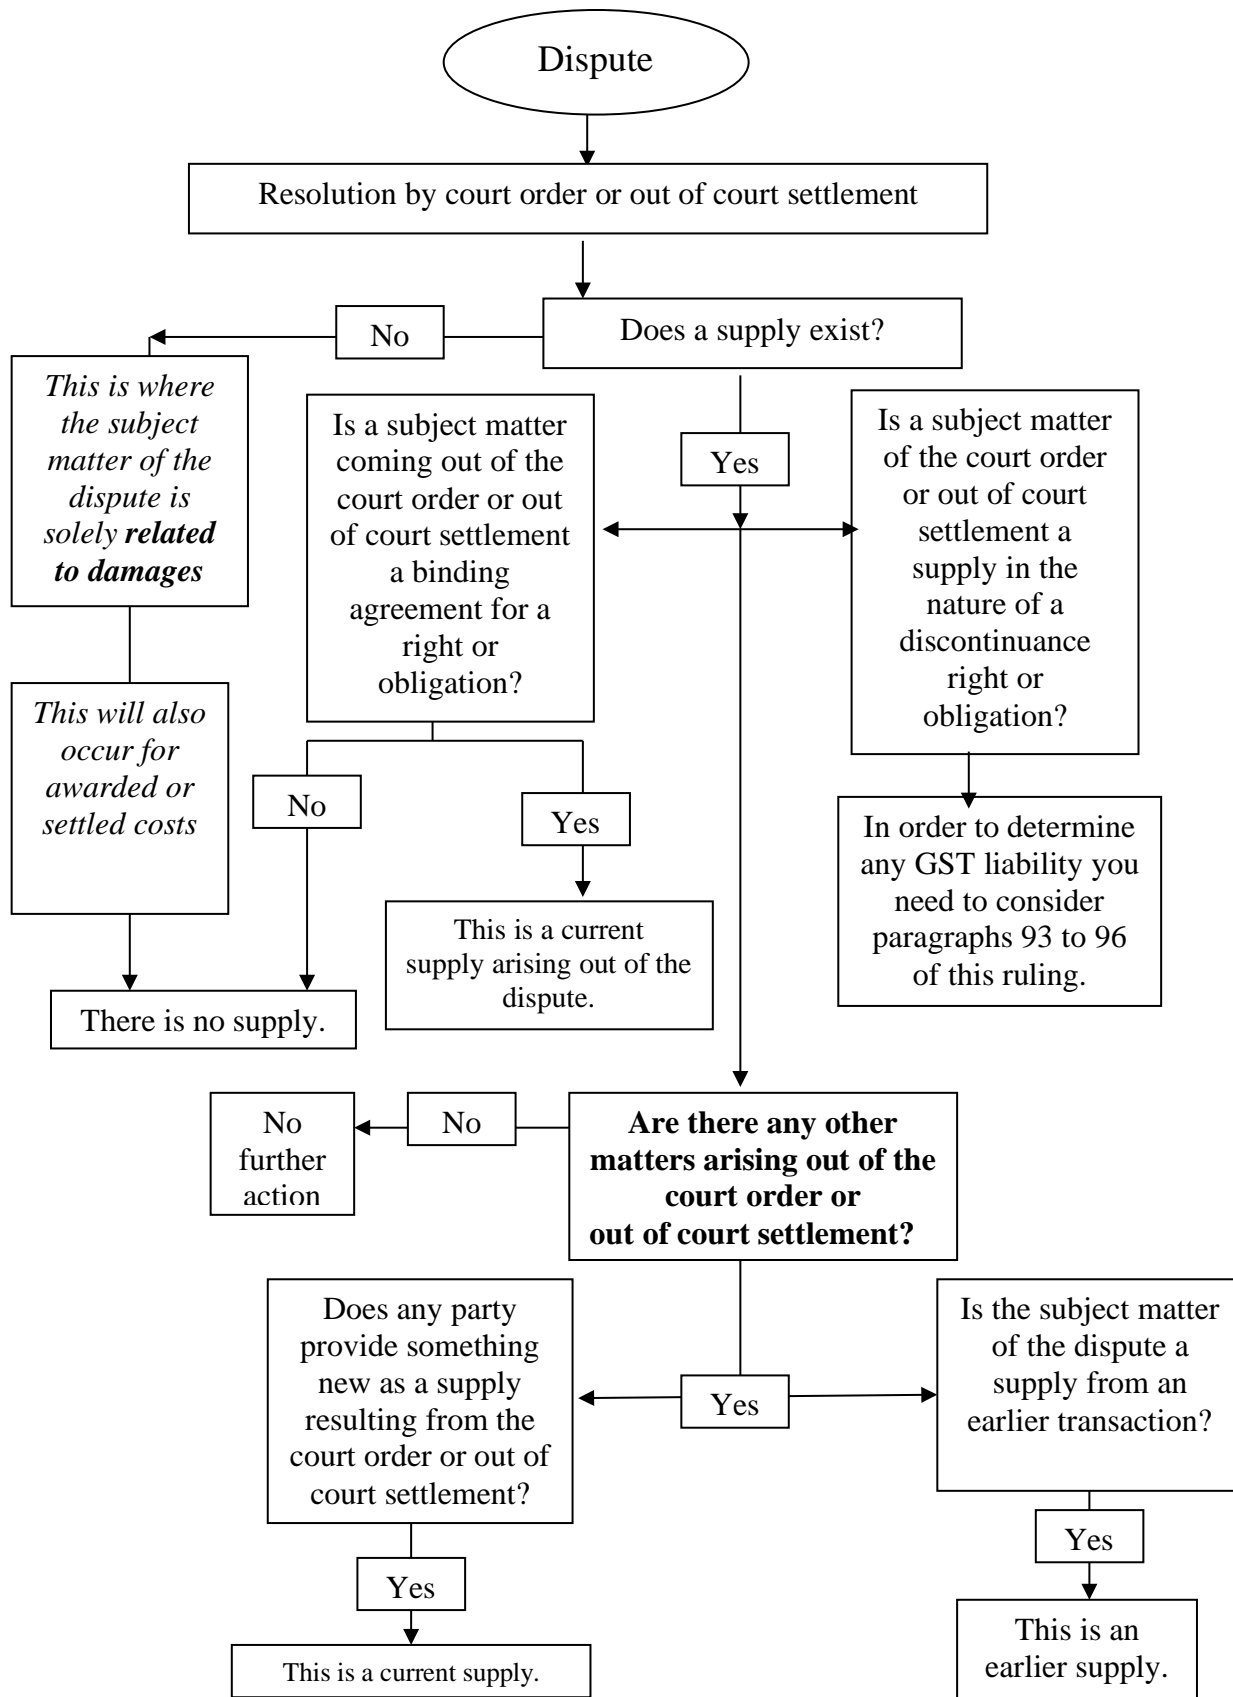 Dispute
Resolution by court order or out of court settlement
No
Does a supply exist?
This is where
the subject
matter of the
dispute is
solely related
to damages
Is a subject matter
coming out of the
court order or out
of court settlement
a binding
agreement for a
right or
obligation?
Yes
Is a subject matter
of the court order
or out of court
settlement a
supply in the
nature of a
discontinuance
right or
obligation?
This will also
occur for
awarded or
settled costs
No
Yes
In order to determine
any GST liability you
need to consider
paragraphs 93 to 96
of this ruling.
This is a current
supply arising out of the
dispute.
There is no supply.
No
further
action
No
Are there any other
matters arising out of the
court order or
out of court settlement?
Does any party
provide something
new as a supply
resulting from the
court order or out of
court settlement?
Yes
Is the subject matter
of the dispute a
supply from an
earlier transaction?
Yes
Yes
This is a current supply.
This is an
earlier supply.